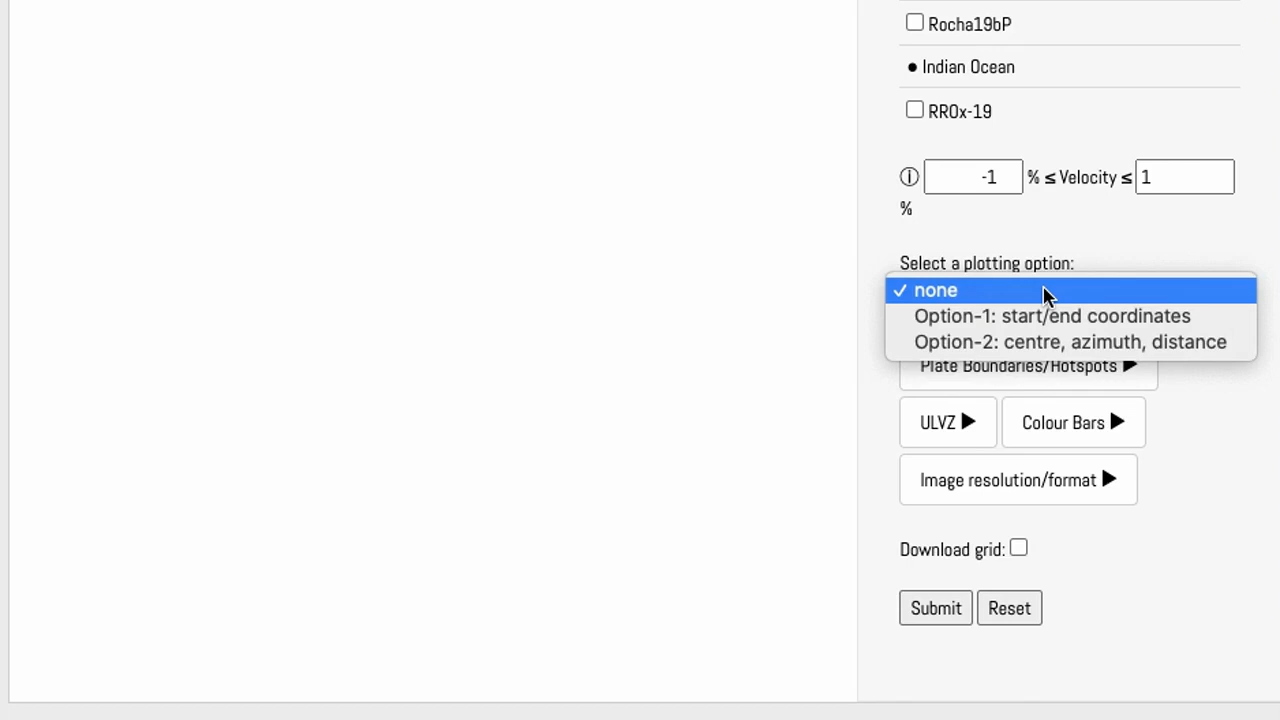 Rocha19bP
● Indian Ocean
RROx-19
ⓘ -1 % ≤ Velocity ≤ 1
%
Select a plotting option:
✓ none
Option-1: start/end coordinates
Option-2: centre, azimuth, distance
Plate Boundaries/Hotspots ▶
ULVZ ▶ Colour Bars ▶
Image resolution/format ▶
Download grid:
Submit Reset